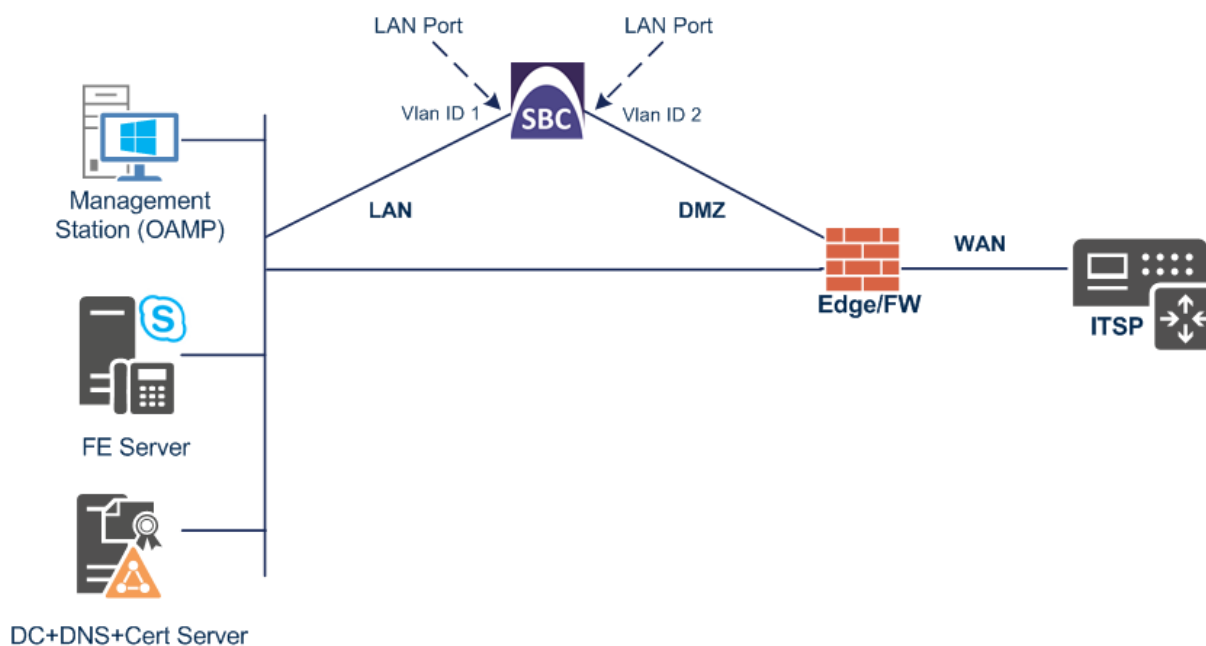 LAN Port
LAN Port
Vlan ID 1
SBC
Vlan ID 2
Management
Station (OAMP)
LAN
DMZ
WAN
Edge/FW
ITSP
S
FE Server
DC+DNS+Cert Server